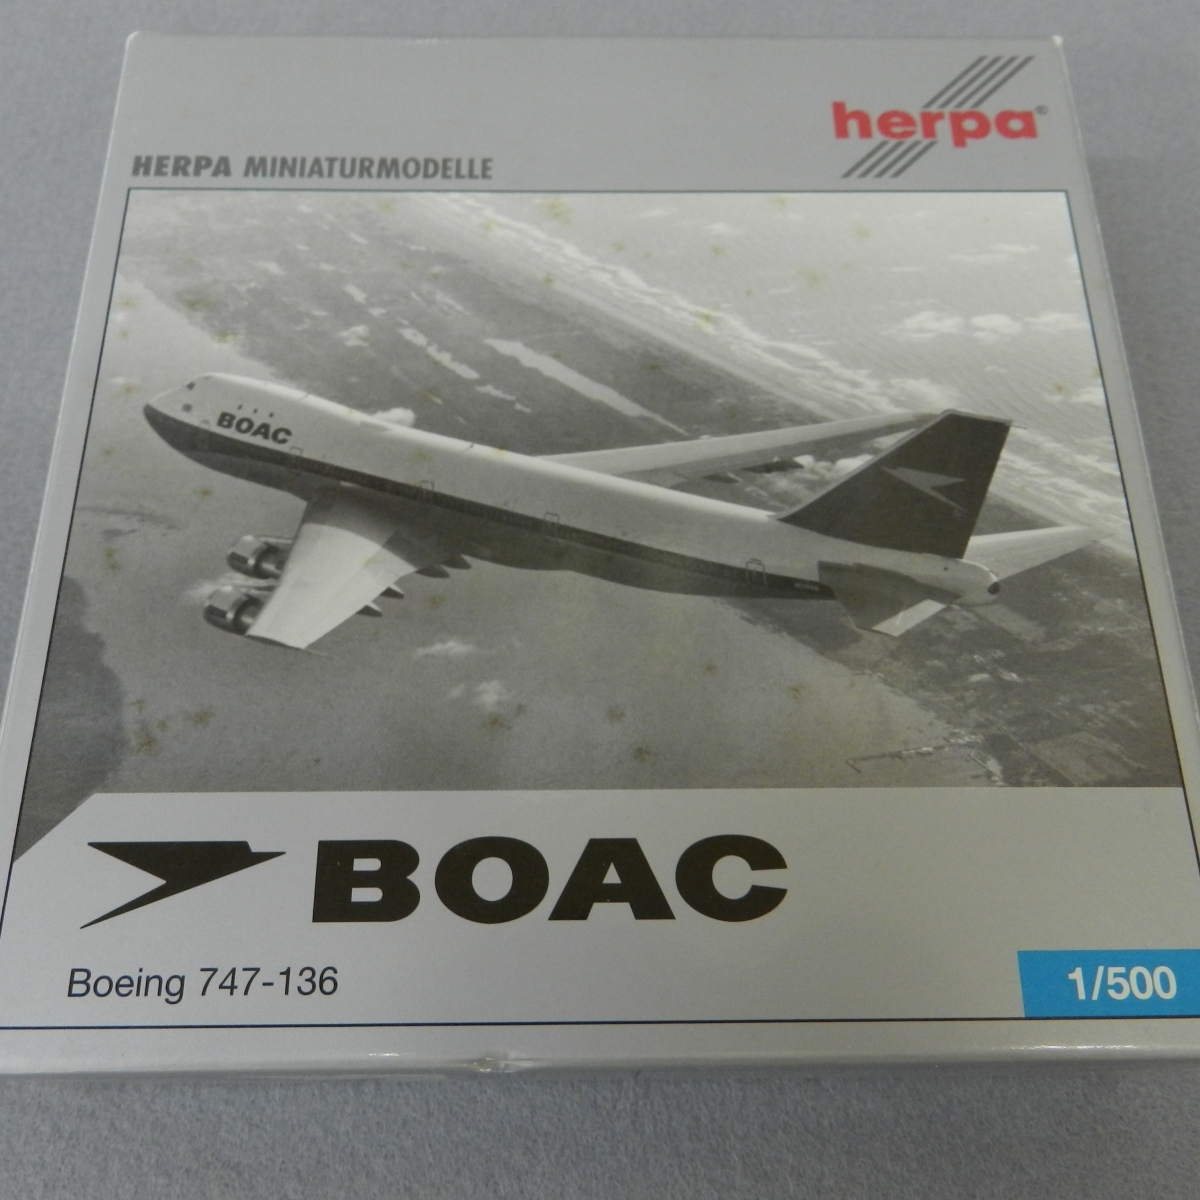 herpa®
HERPA MINIATURMODELLE
BOAC
BOAC
Boeing 747-136
1/500